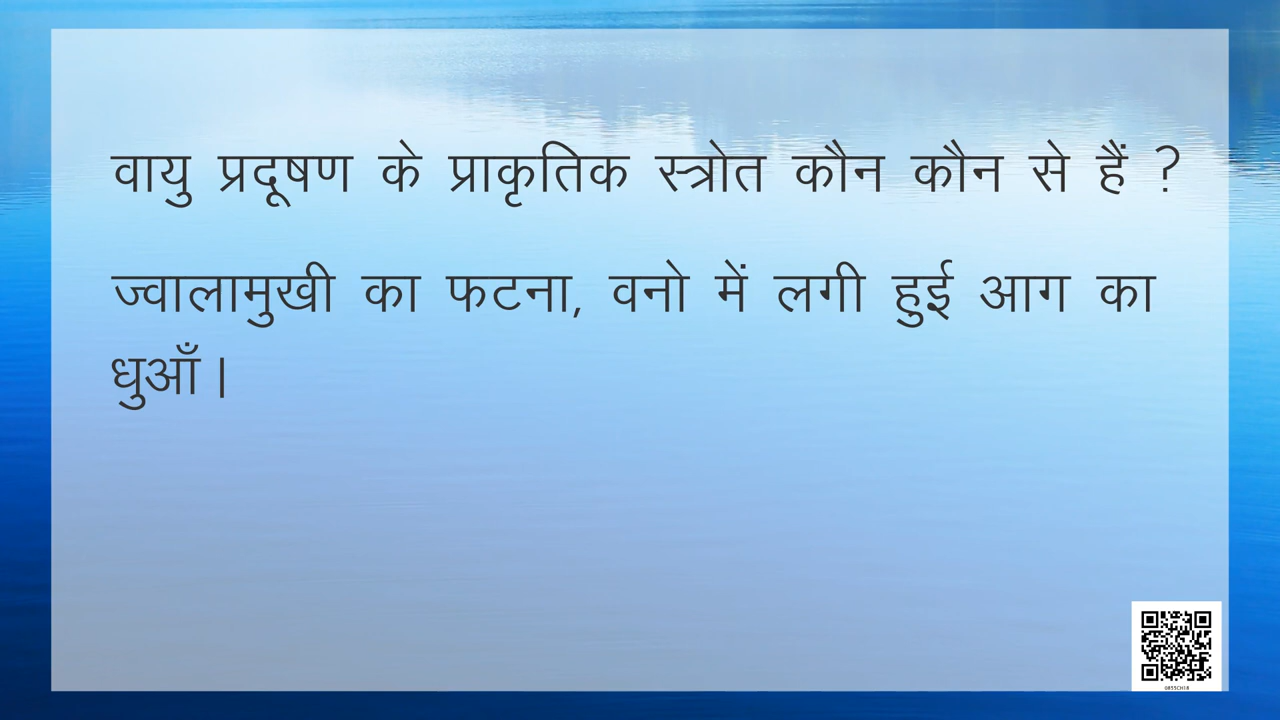 वायु प्रदूषण के प्राकृतिक स्त्रोत कौन कौन से हैं ?
ज्वालामुखी का फटना, वनो में लगी हुई आग का
धुआँ |